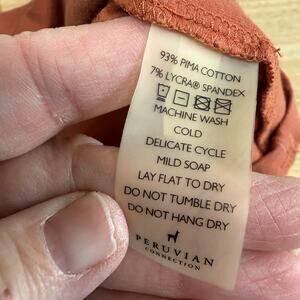 93% PIMA COTTON
7% LYCRA® SPANDEX
MACHINE WASH
COLD
DELICATE CYCLE
MILD SOAP
LAY FLAT TO DRY
DO NOT TUMBLE DRY
DO NOT HANG DRY
PERUVIAN
CONNECTION